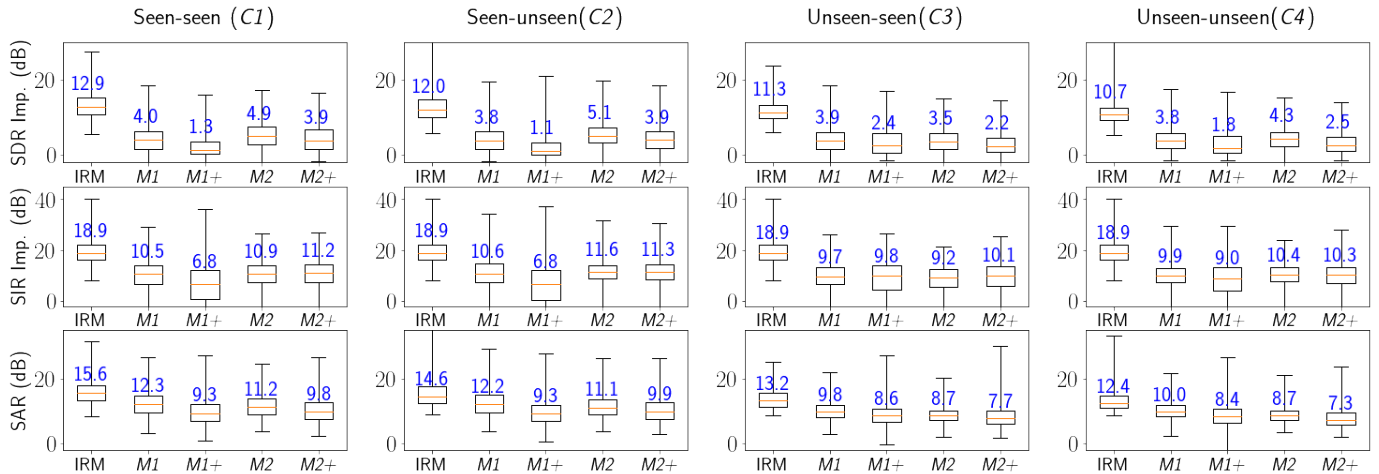 Seen-seen (C1) Seen-unseen(C2) Unseen-seen(C3) Unseen-unseen(C4)
SDR Imp. (dB)
20 20 20 20
12.9 4.0 1.3 4.9 3.9 12.0 3.8 1.1 5.1 3.9 11.3 3.9 2.4 3.5 2.2 10.7 3.8 1.8 4.3 2.5
0 0 0 0
IRM M1 M1+ M2 M2+ IRM M1 M1+ M2 M2+ IRM M1 M1+ M2 M2+ IRM M1 M1+ M2 M2+
SIR Imp. (dB)
40 40 40 40
18.9 10.5 6.8 10.9 11.2 18.9 10.6 6.8 11.6 11.3 18.9 9.7 9.8 9.2 10.1 18.9 9.9 9.0 10.4 10.3
20 20 20 20
0 0 0 0
IRM M1 M1+ M2 M2+ IRM M1 M1+ M2 M2+ IRM M1 M1+ M2 M2+ IRM M1 M1+ M2 M2+
SAR (dB)
20 20 20 20
15.6 12.3 9.3 11.2 9.8 14.6 12.2 9.3 11.1 9.9 13.2 9.8 8.6 8.7 7.7 12.4 10.0 8.4 8.7 7.3
0 0 0 0
IRM M1 M1+ M2 M2+ IRM M1 M1+ M2 M2+ IRM M1 M1+ M2 M2+ IRM M1 M1+ M2 M2+